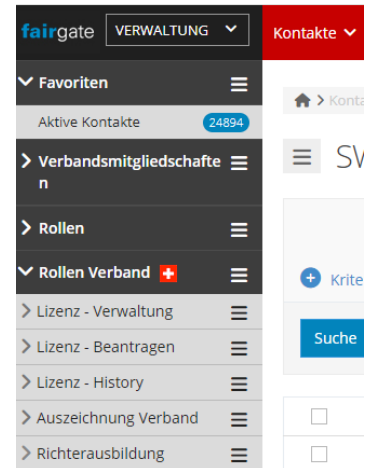 fairgate VERWALTUNG Kontakte
Favoriten
Aktive Kontakte 24894
Verbandsmitgliedschafte
n
Rollen
Rollen Verband
Lizenz - Verwaltung
Lizenz - Beantragen
Lizenz - History
Auszeichnung Verband
Richterausbildung
> Konta
SV
Krite
Suche